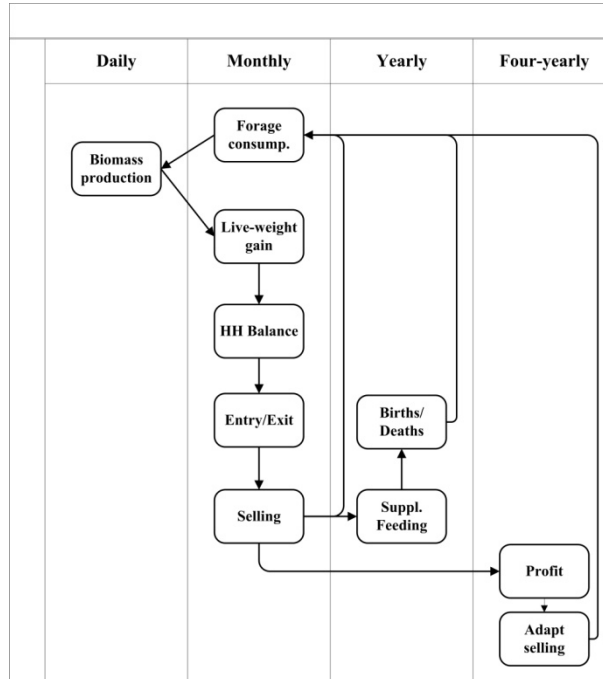 Daily Monthly Yearly Four-yearly
Forage
consump.
Biomass
production
Live-weight
gain
HH Balance
Entry/Exit
Births/
Deaths
Selling
Suppl.
Feeding
Profit
Adapt
selling